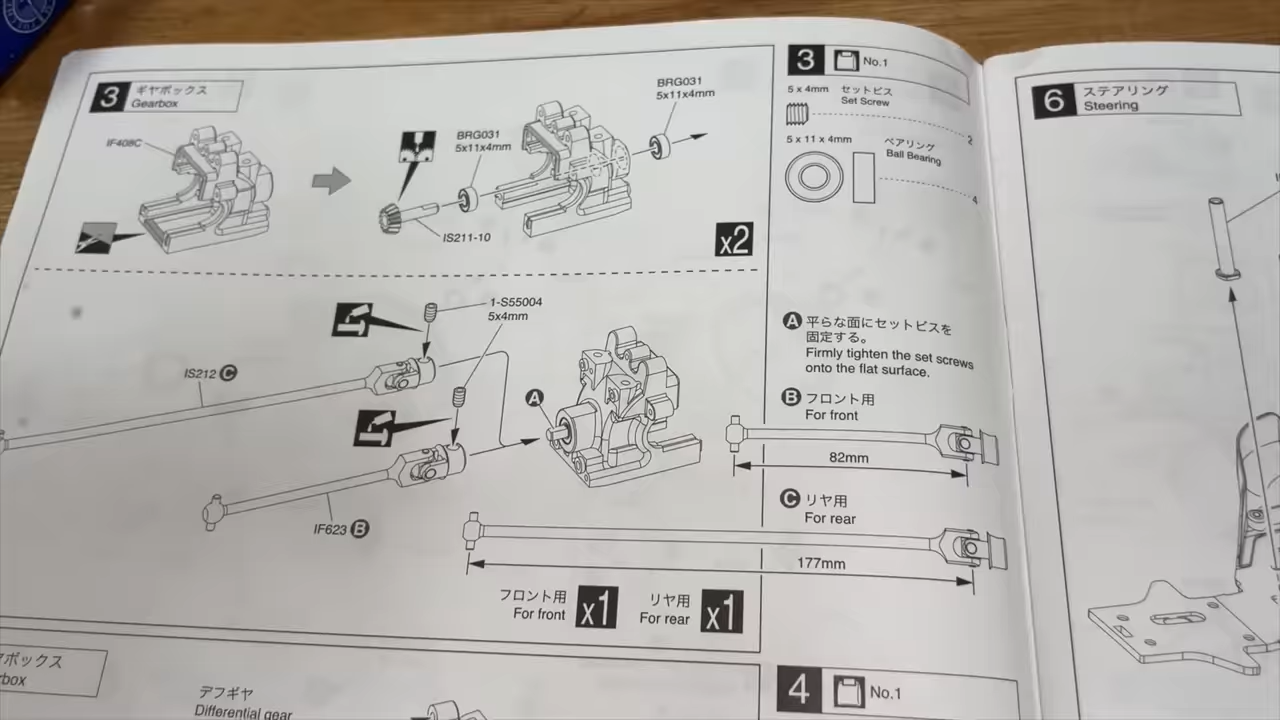 3 ギヤボックス
Gearbox
IF408C
BRG031
5x11x4mm
BRG031
5x11x4mm
IS211-10
x2
1-S55004
5x4mm
IS212 C
A
IF623 B
フロント用
For front
x1
リヤ用
For rear
x1
3 No.1
5 x 4mm セットビス
Set Screw
2
5 x 11 x 4mm ベアリング
Ball Bearing
4
A 平らな面にセットビスを
固定する。
Firmly tighten the set screws
onto the flat surface.
B フロント用
For front
82mm
C リヤ用
For rear
177mm
ボックス
box
デフギヤ
Differential gear
4 No.1
6 ステアリング
Steering